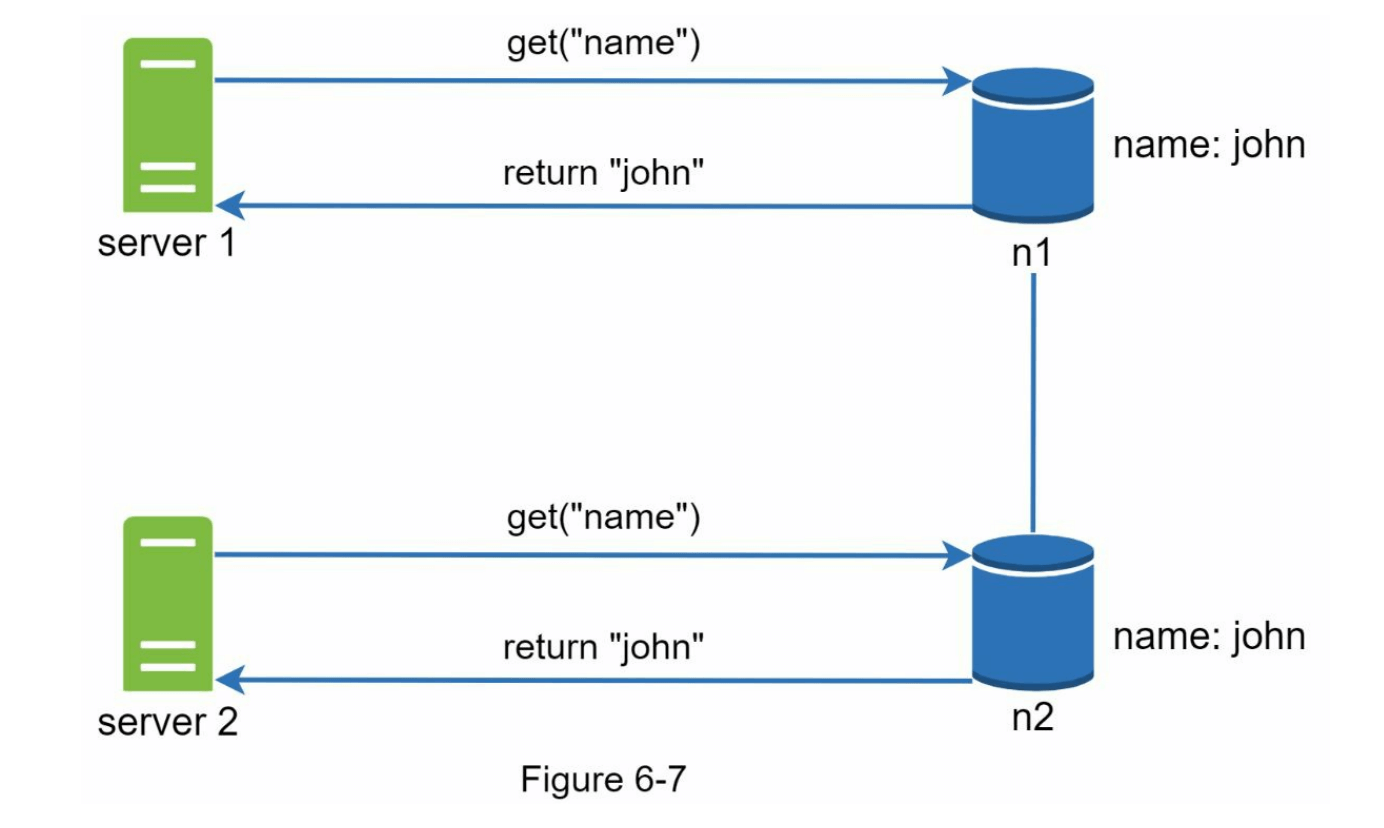 get("name")
name: john
return "john"
server 1
n1
get("name")
name: john
return "john"
server 2
n2
Figure 6-7